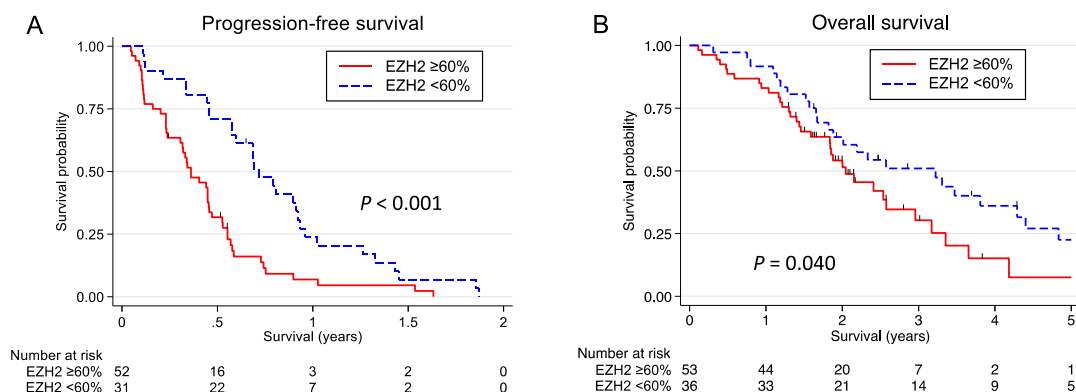 A
Progression-free survival
EZH2 ≥60%
EZH2 <60%
Survival probability
1.00
0.75
0.50
0.25
0.00
P < 0.001
0 .5 1 1.5 2
Survival (years)
Number at risk
EZH2 ≥60% 52 16 3 2 0
EZH2 <60% 31 22 7 2 0
B
Overall survival
EZH2 ≥60%
EZH2 <60%
Survival probability
1.00
0.75
0.50
0.25
0.00
P = 0.040
0 1 2 3 4 5
Survival (years)
Number at risk
EZH2 ≥60% 53 44 20 7 2 1
EZH2 <60% 36 33 21 14 9 5